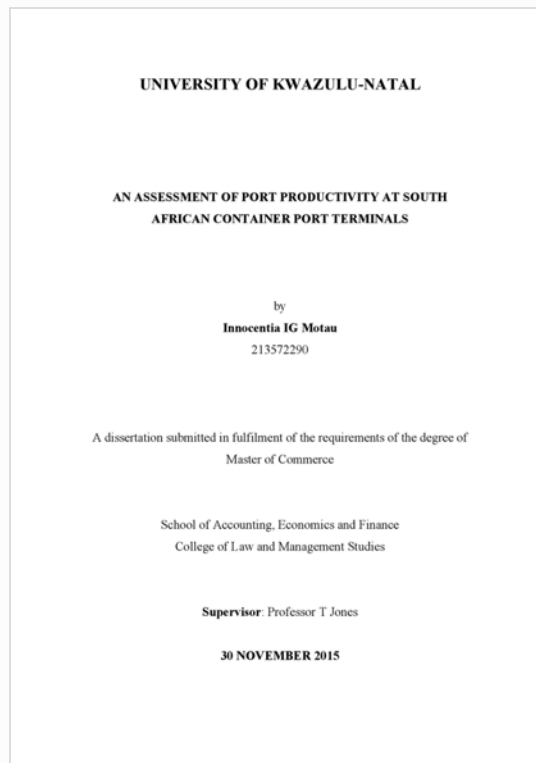 UNIVERSITY OF KWAZULU-NATAL
AN ASSESSMENT OF PORT PRODUCTIVITY AT SOUTH
AFRICAN CONTAINER PORT TERMINALS
by
Innocentia IG Motau
213572290
A dissertation submitted in fulfilment of the requirements of the degree of
Master of Commerce
School of Accounting, Economics and Finance
College of Law and Management Studies
Supervisor: Professor T Jones
30 NOVEMBER 2015